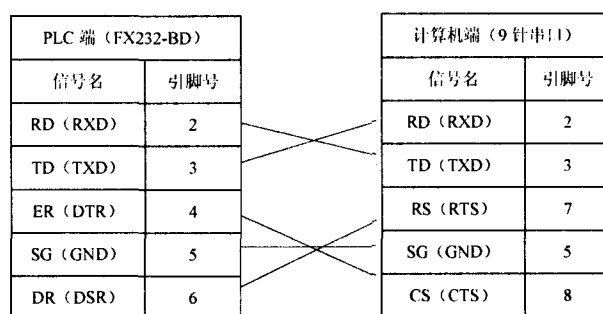 PLC 端（FX232-BD）
信号名 引脚号
RD（RXD） 2
TD（TXD） 3
ER（DTR） 4
SG（GND） 5
DR（DSR） 6
计算机端（9 针串口）
信号名 引脚号
RD（RXD） 2
TD（TXD） 3
RS（RTS） 7
SG（GND） 5
CS（CTS） 8